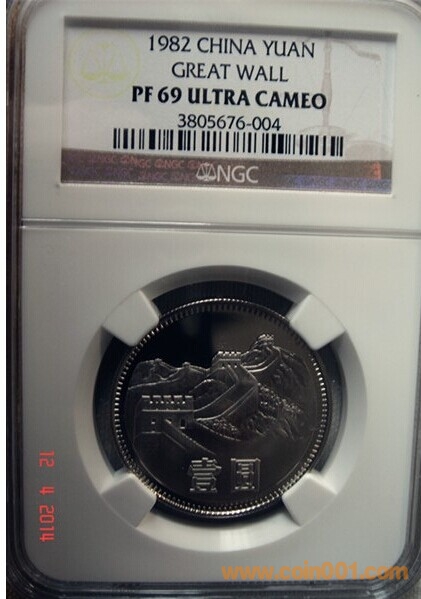 1982 CHINA YUAN
GREAT WALL
PF 69 ULTRA CAMEO
3805676-004
NGC
壹圆
12 4 2014
www.coin001.com